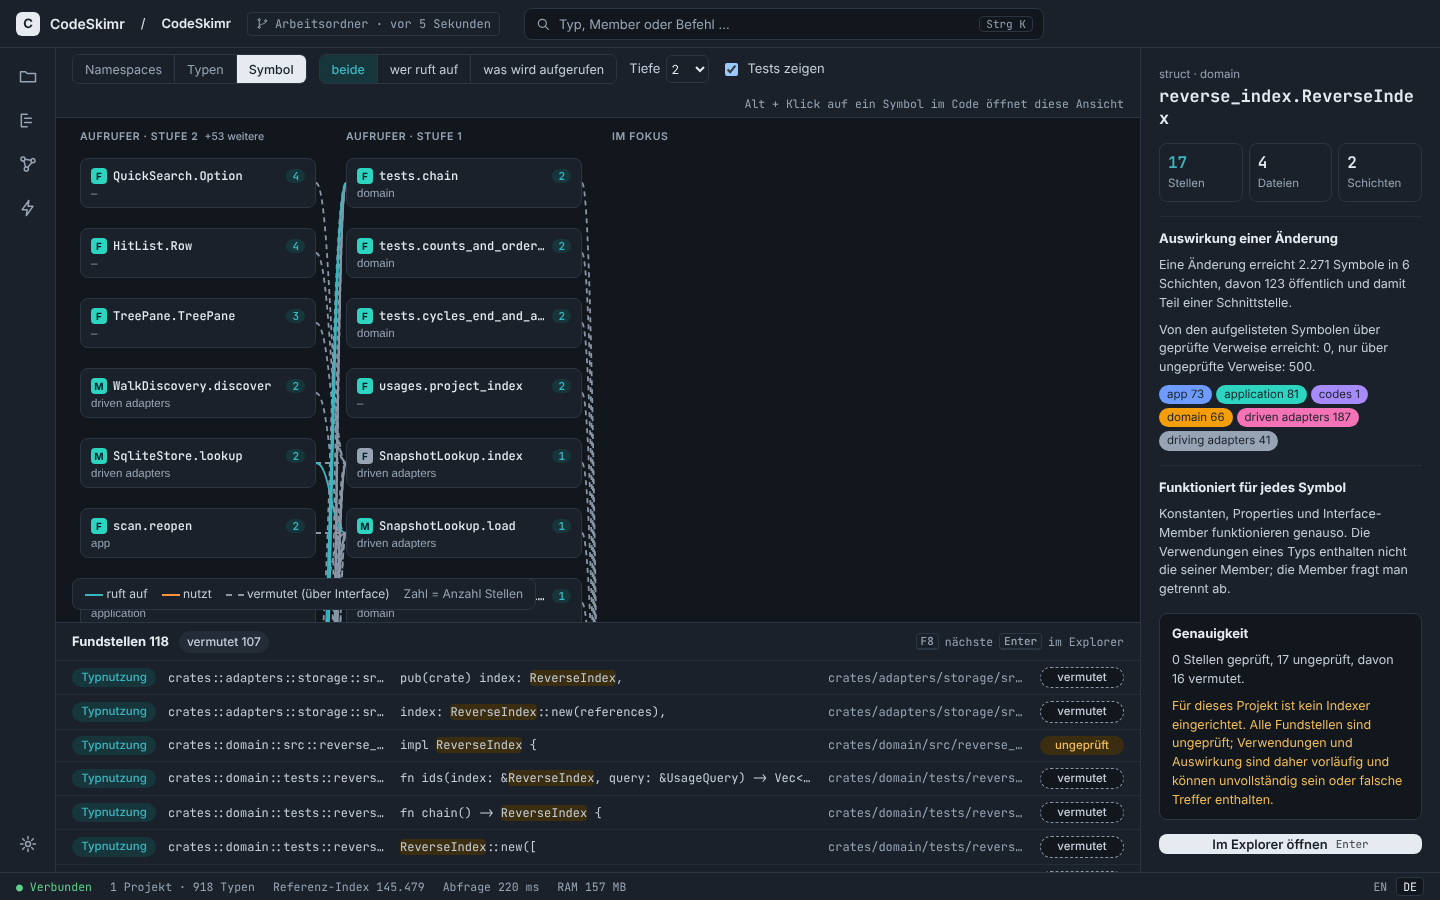 C CodeSkimr / CodeSkimr Arbeitsordner · vor 5 Sekunden Typ, Member oder Befehl ... Strg K
Namespaces Typen Symbol beide wer ruft auf was wird aufgerufen Tiefe 2 Tests zeigen
Alt + Klick auf ein Symbol im Code öffnet diese Ansicht
AUFRUFER · STUFE 2 +53 weitere
F QuickSearch.Option 4
–
F HitList.Row 4
–
F TreePane.TreePane 3
–
M WalkDiscovery.discover 2
driven adapters
M SqliteStore.lookup 2
driven adapters
F scan.reopen 2
app
application
AUFRUFER · STUFE 1
F tests.chain 2
domain
F tests.counts_and_order… 2
domain
F tests.cycles_end_and_a… 2
domain
F usages.project_index 2
–
F SnapshotLookup.index 1
driven adapters
M SnapshotLookup.load 1
driven adapters
… 1
domain
IM FOKUS
ruft auf nutzt vermutet (über Interface) Zahl = Anzahl Stellen
Fundstellen 118 vermutet 107 F8 nächste Enter im Explorer
Typnutzung crates::adapters::storage::sr… pub(crate) index: ReverseIndex, crates/adapters/storage/sr… vermutet
Typnutzung crates::adapters::storage::sr… index: ReverseIndex::new(references), crates/adapters/storage/sr… vermutet
Typnutzung crates::domain::src::reverse_… impl ReverseIndex { crates/domain/src/reverse_… ungeprüft
Typnutzung crates::domain::tests::revers… fn ids(index: &ReverseIndex, query: &UsageQuery) -> Vec<… crates/domain/tests/revers… vermutet
Typnutzung crates::domain::tests::revers… fn chain() -> ReverseIndex { crates/domain/tests/revers… vermutet
Typnutzung crates::domain::tests::revers… ReverseIndex::new([ crates/domain/tests/revers… vermutet
struct · domain
reverse_index.ReverseInde
x
17 4 2
Stellen Dateien Schichten
Auswirkung einer Änderung
Eine Änderung erreicht 2.271 Symbole in 6
Schichten, davon 123 öffentlich und damit
Teil einer Schnittstelle.
Von den aufgelisteten Symbolen über
geprüfte Verweise erreicht: 0, nur über
ungeprüfte Verweise: 500.
app 73 application 81 codes 1
domain 66 driven adapters 187
driving adapters 41
Funktioniert für jedes Symbol
Konstanten, Properties und Interface-
Member funktionieren genauso. Die
Verwendungen eines Typs enthalten nicht
die seiner Member; die Member fragt man
getrennt ab.
Genauigkeit
0 Stellen geprüft, 17 ungeprüft, davon
16 vermutet.
Für dieses Projekt ist kein Indexer
eingerichtet. Alle Fundstellen sind
ungeprüft; Verwendungen und
Auswirkung sind daher vorläufig und
können unvollständig sein oder falsche
Treffer enthalten.
Im Explorer öffnen Enter
Verbunden 1 Projekt · 918 Typen Referenz-Index 145.479 Abfrage 220 ms RAM 157 MB EN DE